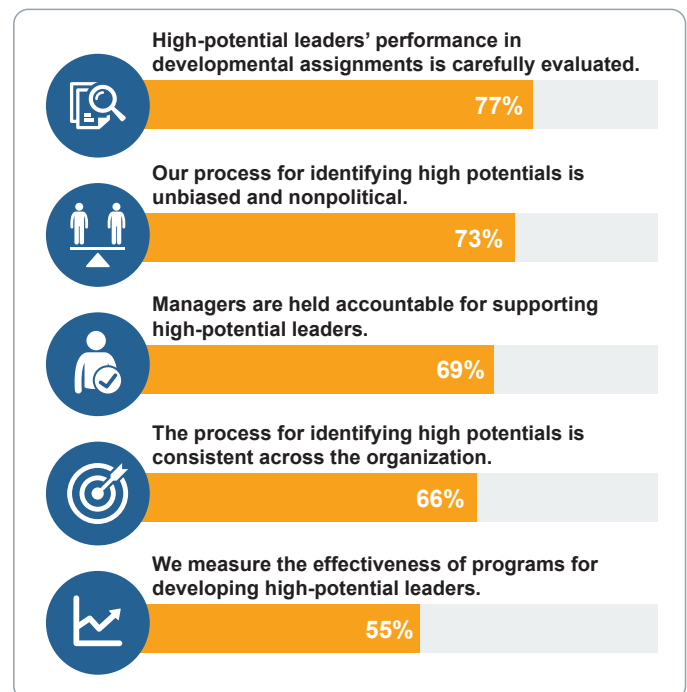 High-potential leaders’ performance in
developmental assignments is carefully evaluated.
77%
Our process for identifying high potentials is
unbiased and nonpolitical.
73%
Managers are held accountable for supporting
high-potential leaders.
69%
The process for identifying high potentials is
consistent across the organization.
66%
We measure the effectiveness of programs for
developing high-potential leaders.
55%